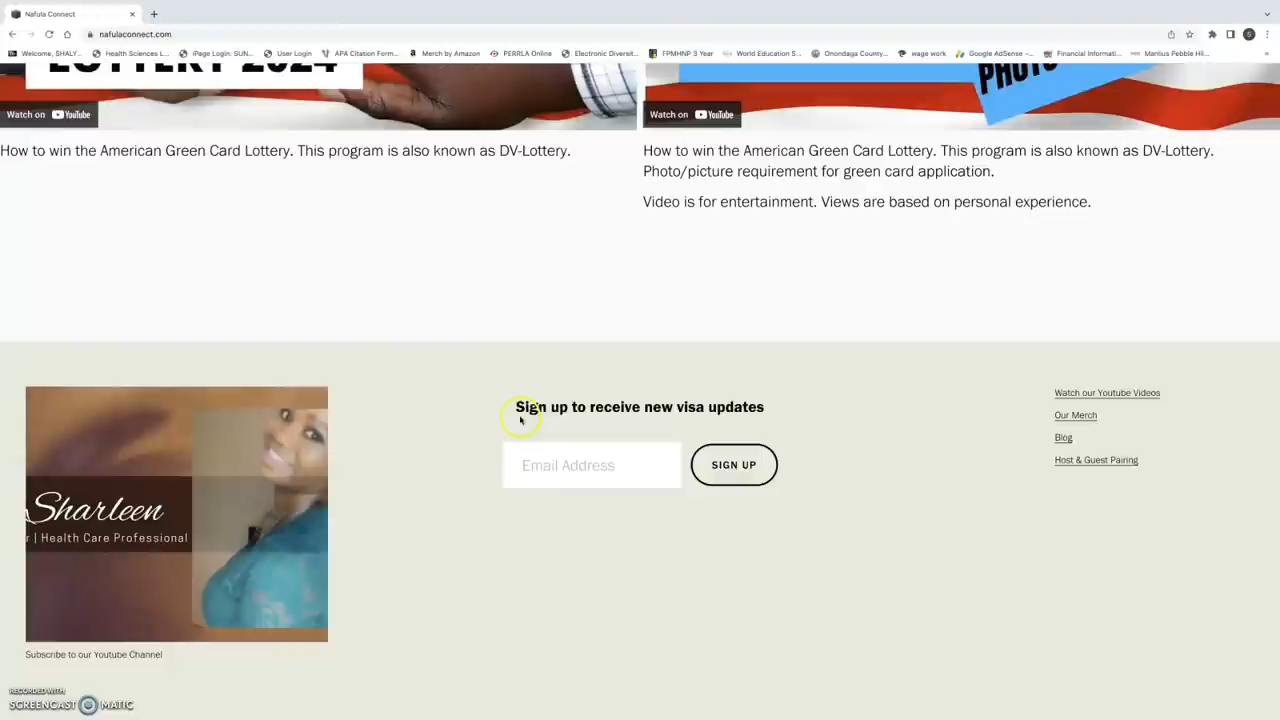 Nafula Connect
nafulaconnect.com
Welcome, SHALY...
Health Sciences L...
iPage Login: SUN...
User Login
APA Citation Form...
Merch by Amazon
PERRLA Online
Electronic Diversit...
FPMHNP 3 Year
World Education S...
Onondaga County...
wage work
Google AdSense –...
Financial Informati...
Manlius Pebble Hil...
»
LOTTERY 2024
PHOTO
Watch on YouTube
Watch on YouTube
How to win the American Green Card Lottery. This program is also known as DV-Lottery.
How to win the American Green Card Lottery. This program is also known as DV-Lottery.
Photo/picture requirement for green card application.
Video is for entertainment. Views are based on personal experience.
Sign up to receive new visa updates
Email Address
SIGN UP
Watch our Youtube Videos
Our Merch
Blog
Host & Guest Pairing
Sharleen
r | Health Care Professional
Subscribe to our Youtube Channel
RECORDED WITH
SCREENCAST MATIC